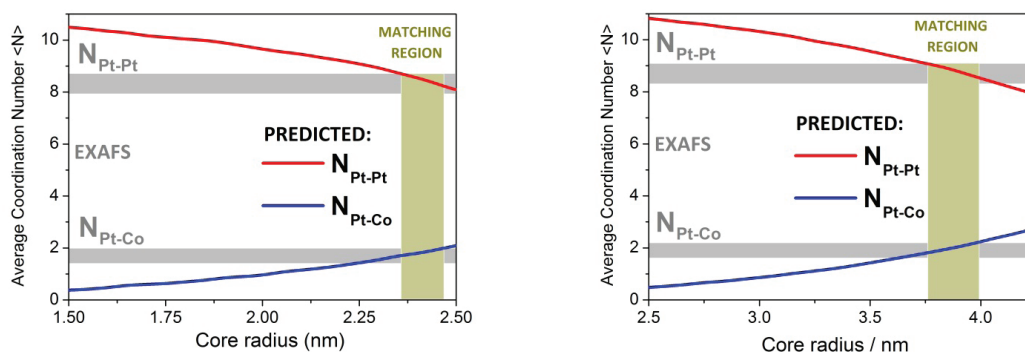 10
8
6
4
2
0
Average Coordination Number <N>
N Pt-Pt
MATCHING
REGION
EXAFS
PREDICTED:
N Pt-Pt
N Pt-Co
N Pt-Co
1.50 1.75 2.00 2.25 2.50
Core radius (nm)
10
8
6
4
2
0
Average Coordination Number <N>
N Pt-Pt
MATCHING
REGION
EXAFS
PREDICTED:
N Pt-Pt
N Pt-Co
N Pt-Co
2.5 3.0 3.5 4.0
Core radius / nm